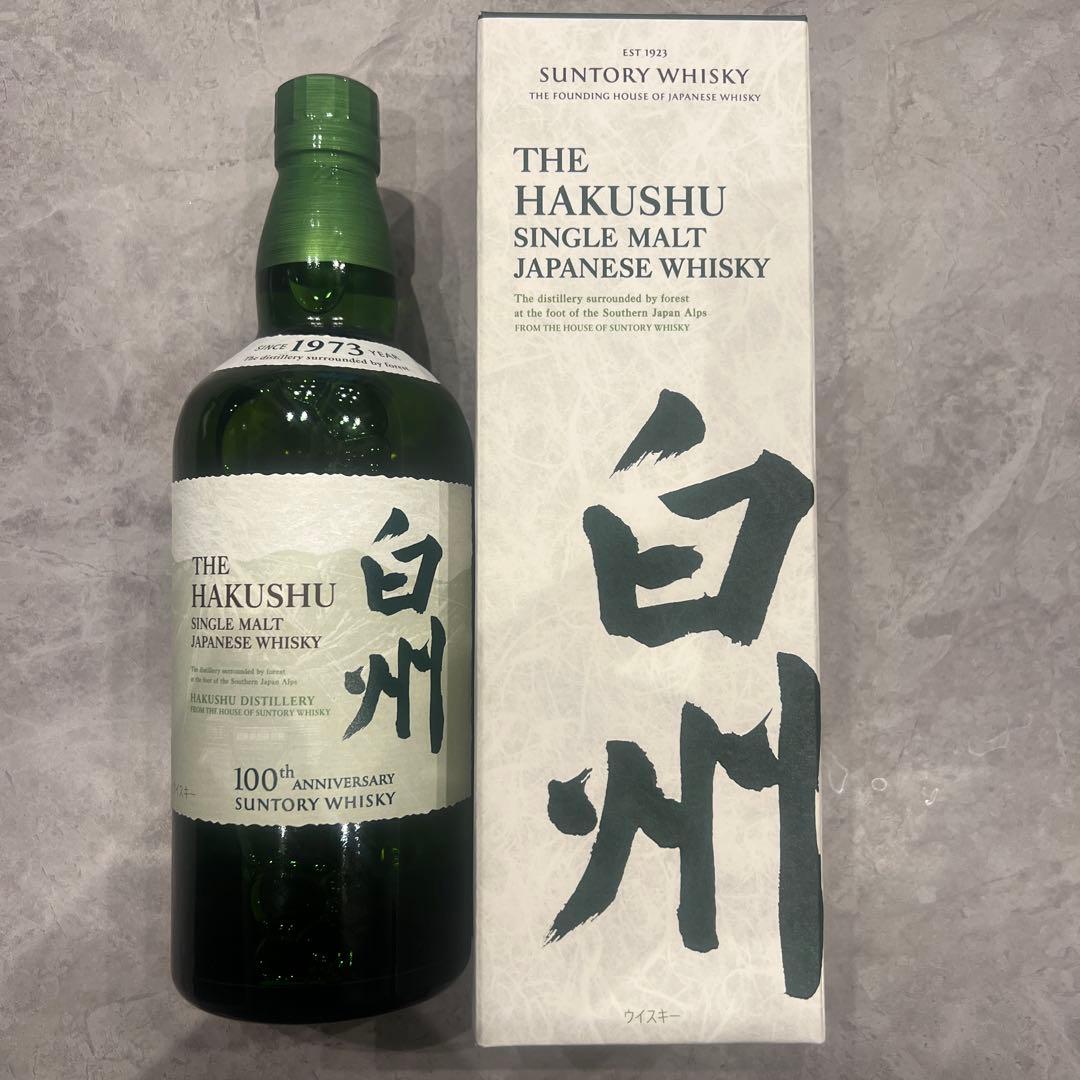 SINCE 1973 YEAR
The distillery surrounded by forest
THE
HAKUSHU
SINGLE MALT
JAPANESE WHISKY
The distillery surrounded by forest
at the foot of the Southern Japan Alps
HAKUSHU DISTILLERY
FROM THE HOUSE OF SUNTORY WHISKY
白州
100th ANNIVERSARY
SUNTORY WHISKY
イスキー
EST 1923
SUNTORY WHISKY
THE FOUNDING HOUSE OF JAPANESE WHISKY
THE
HAKUSHU
SINGLE MALT
JAPANESE WHISKY
The distillery surrounded by forest
at the foot of the Southern Japan Alps
FROM THE HOUSE OF SUNTORY WHISKY
白州
ウイスキー